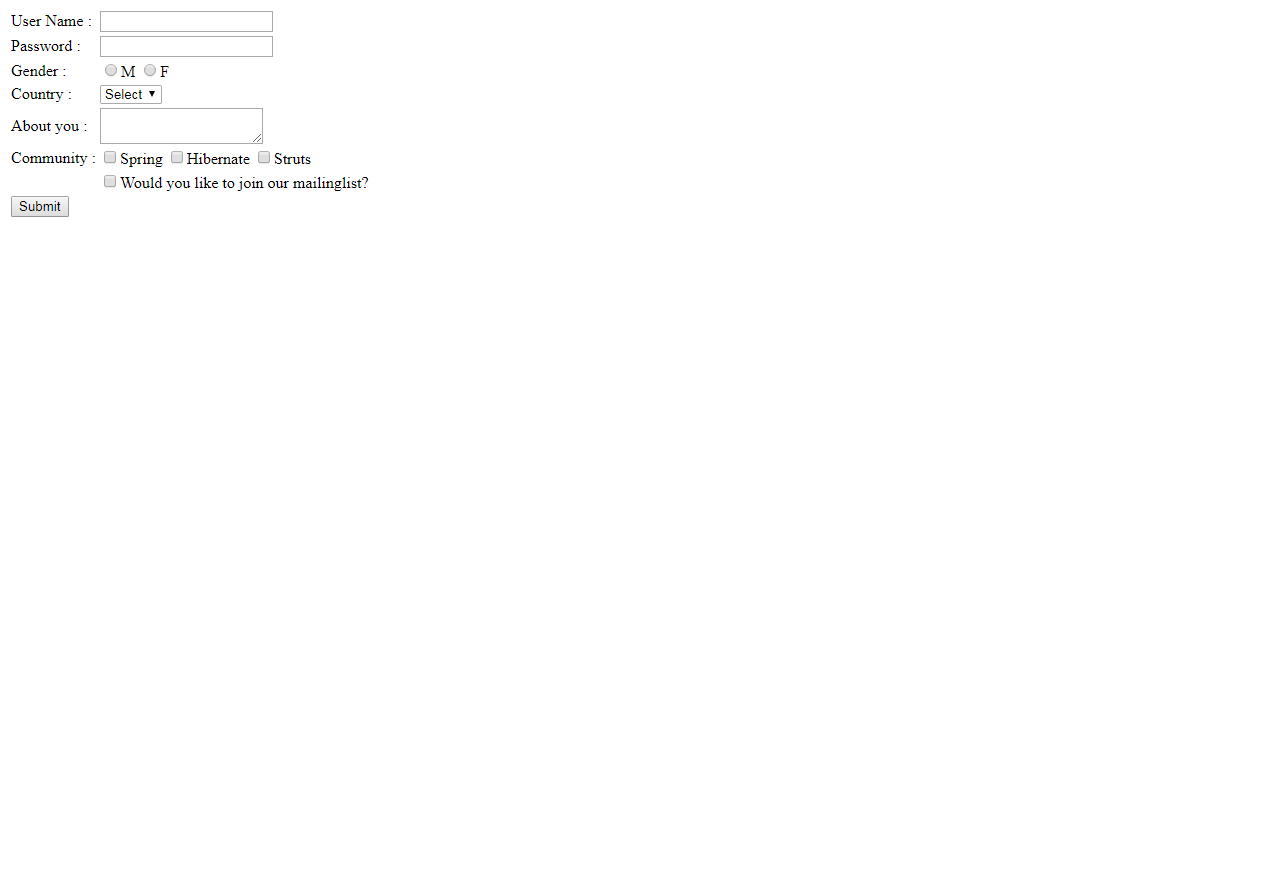 User Name :
Password :
Gender : M F
Country : Select
About you :
Community : Spring Hibernate Struts
Would you like to join our mailinglist?
Submit